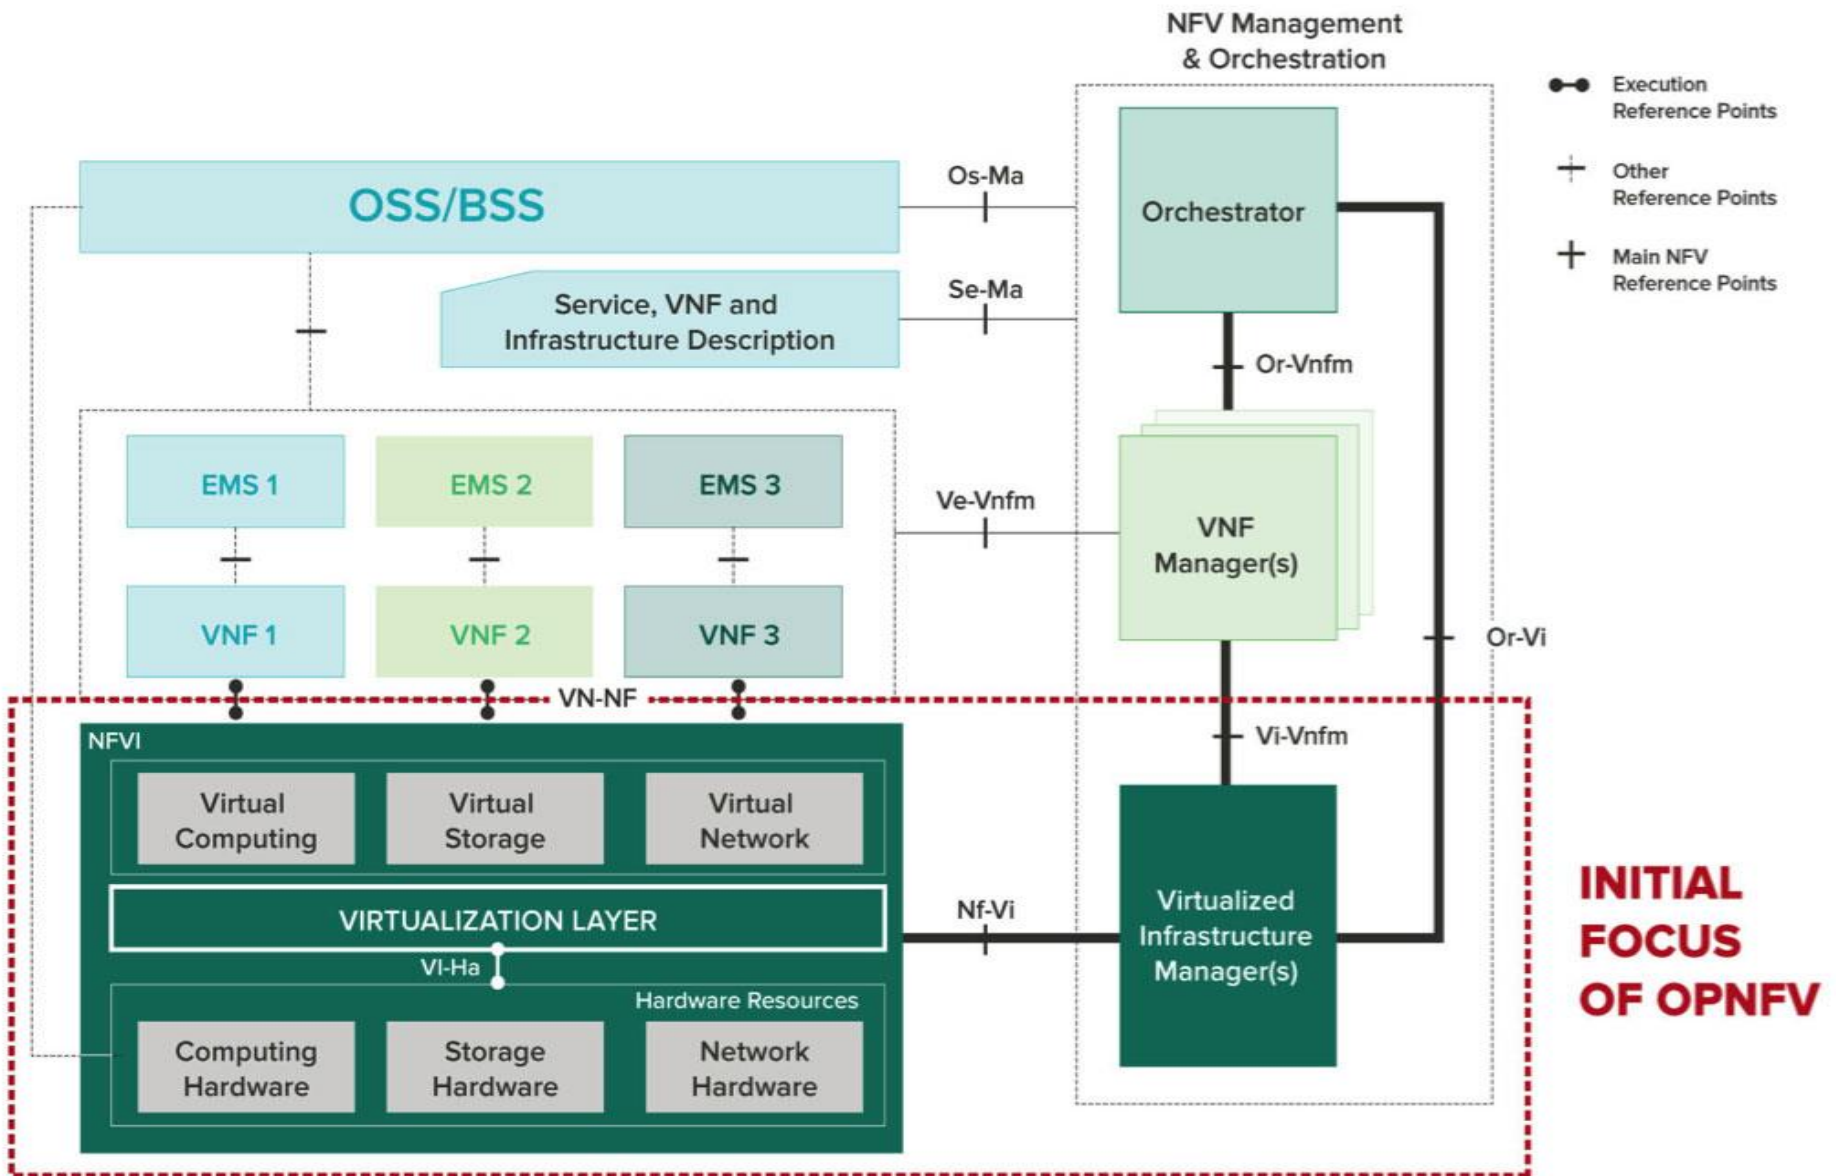 NFV Management
& Orchestration
Execution
Reference Points
Other
Reference Points
Main NFV
Reference Points
OSS/BSS
Os-Ma
Orchestrator
Service, VNF and
Infrastructure Description
Se-Ma
Or-Vnfm
EMS 1
EMS 2
EMS 3
Ve-Vnfm
VNF
Manager(s)
VNF 1
VNF 2
VNF 3
Or-Vi
VN-NF
NFVI
Vi-Vnfm
Virtual
Computing
Virtual
Storage
Virtual
Network
VIRTUALIZATION LAYER
Nf-Vi
Virtualized
Infrastructure
Manager(s)
VI-Ha
Hardware Resources
Computing
Hardware
Storage
Hardware
Network
Hardware
INITIAL
FOCUS
OF OPNFV